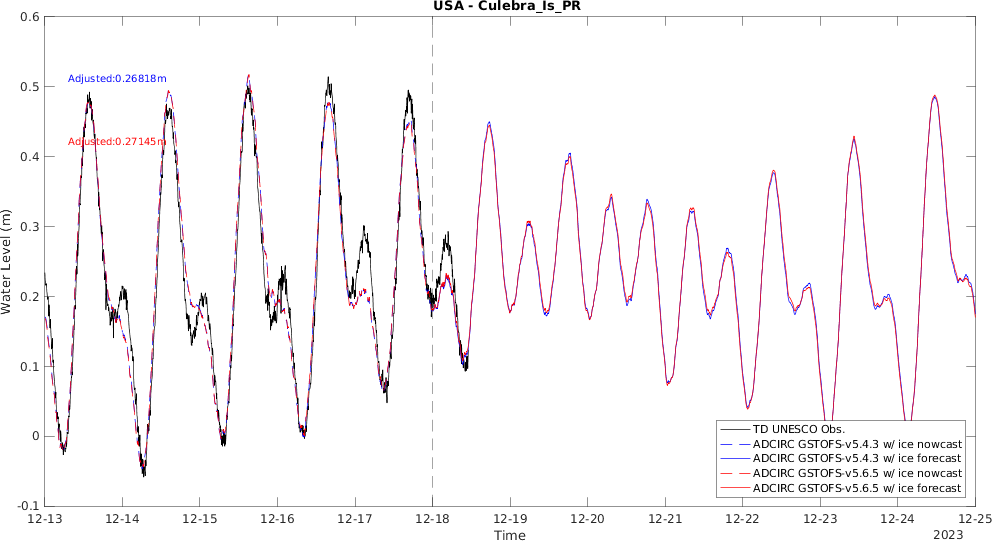 USA - Culebra_Is_PR
0.6
0.5
0.4
0.3
0.2
0.1
0
-0.1
Water Level (m)
Adjusted:0.26818m
Adjusted:0.27145m
TD UNESCO Obs.
ADCIRC GSTOFS-v5.4.3 w/ ice nowcast
ADCIRC GSTOFS-v5.4.3 w/ ice forecast
ADCIRC GSTOFS-v5.6.5 w/ ice nowcast
ADCIRC GSTOFS-v5.6.5 w/ ice forecast
12-13 12-14 12-15 12-16 12-17 12-18 12-19 12-20 12-21 12-22 12-23 12-24 12-25
Time
2023